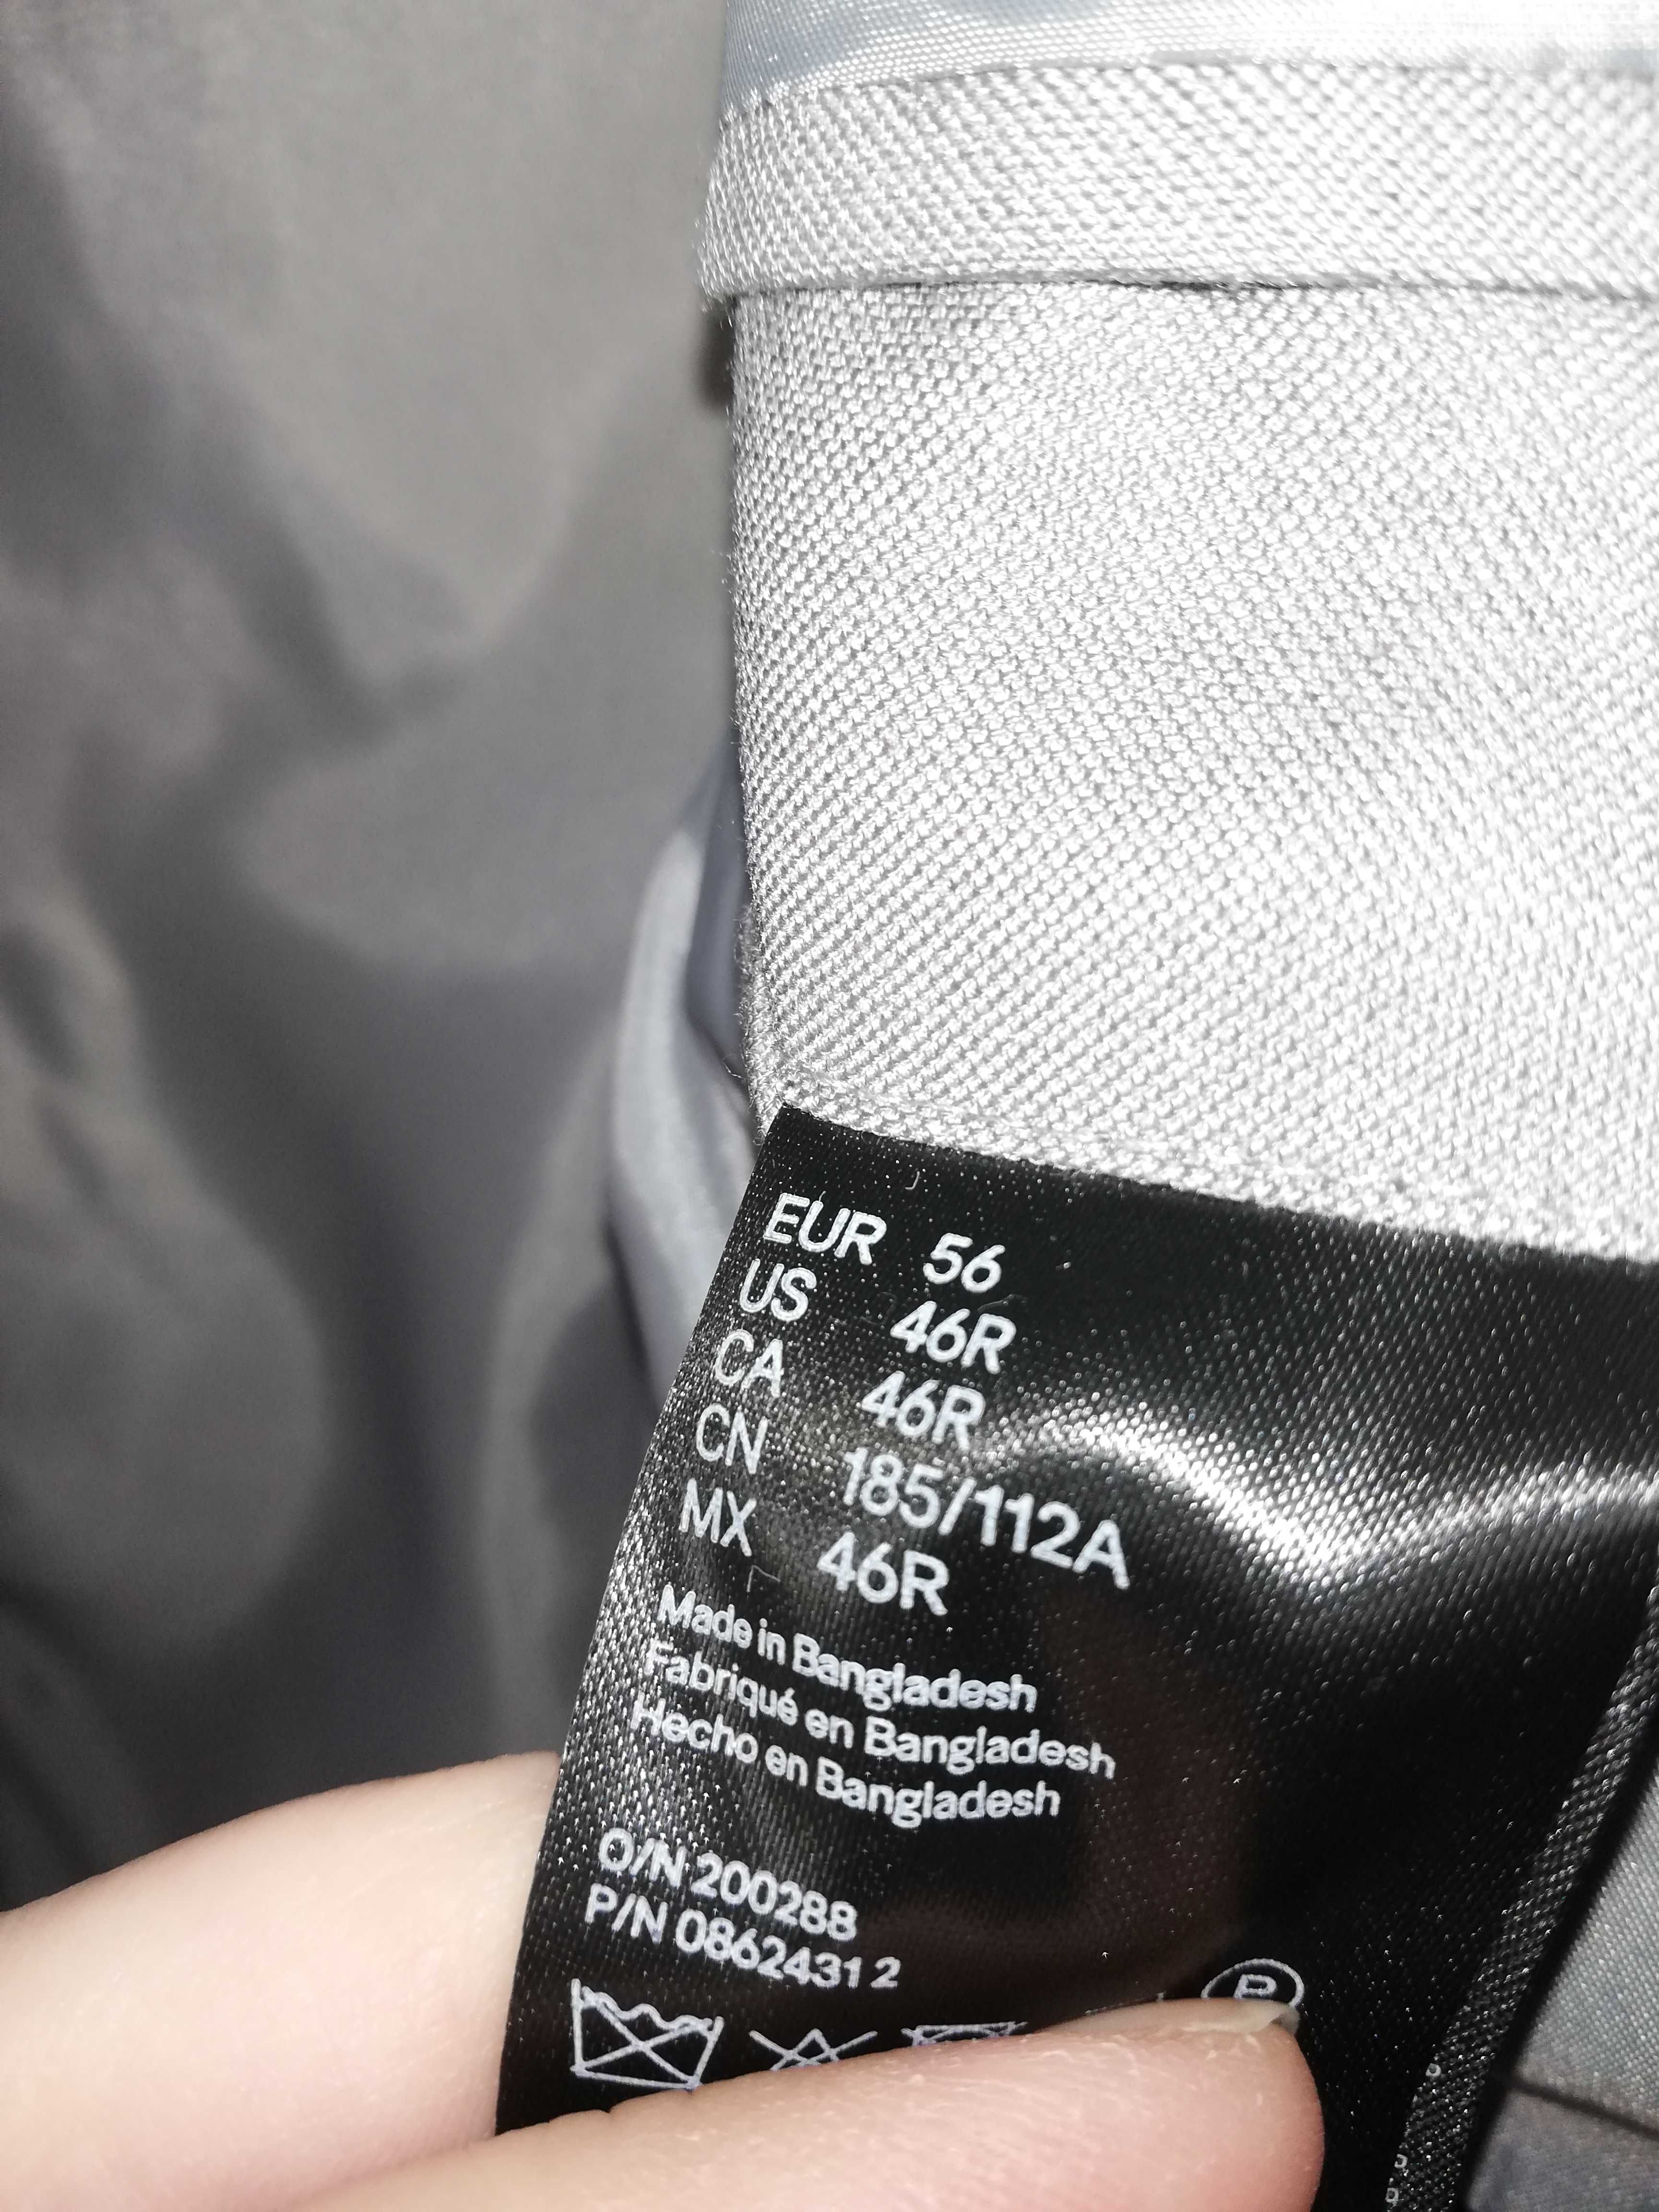 EUR 56
US 46R
CA 46R
CN 185/112A
MX 46R
Made in Bangladesh
Fabriqué en Bangladesh
Hecho en Bangladesh
O/N 200288
P/N 0862431 2
P